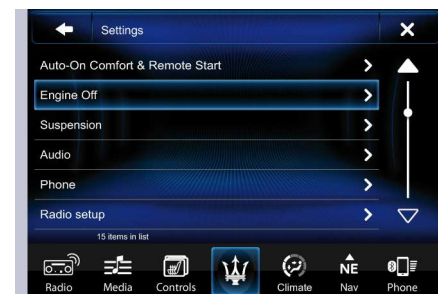 Settings
Auto-On Comfort & Remote Start
Engine Off
Suspension
Audio
Phone
Radio setup
15 items in list
NE
Radio Media Controls Climate Nav Phone